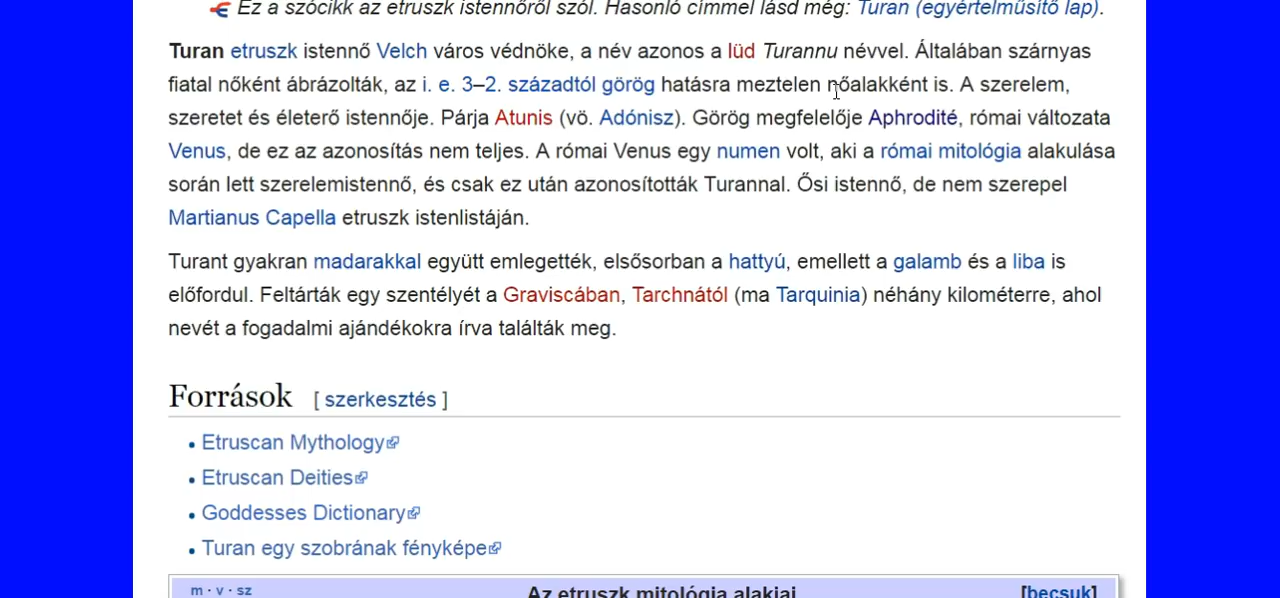 Ez a szócikk az etruszk istennőről szól. Hasonló címmel lásd még: Turan (egyértelműsítő lap).
Turan etruszk istennő Velch város védnöke, a név azonos a lüd Turannu névvel. Általában szárnyas
fiatal nőként ábrázolták, az i. e. 3–2. századtól görög hatásra meztelen nőalakként is. A szerelem,
szeretet és életerő istennője. Párja Atunis (vö. Adónisz). Görög megfelelője Aphrodité, római változata
Venus, de ez az azonosítás nem teljes. A római Venus egy numen volt, aki a római mitológia alakulása
során lett szerelemistennő, és csak ez után azonosították Turannal. Ősi istennő, de nem szerepel
Martianus Capella etruszk istenlistáján.
Turant gyakran madarakkal együtt emlegették, elsősorban a hattyú, emellett a galamb és a liba is
előfordul. Feltárták egy szentélyét a Graviscában, Tarchnától (ma Tarquinia) néhány kilométerre, ahol
nevét a fogadalmi ajándékokra írva találták meg.
Források [ szerkesztés ]
• Etruscan Mythology
• Etruscan Deities
• Goddesses Dictionary
• Turan egy szobrának fényképe
m · v · sz Az etruszk mitológia alakjai [becsuk]